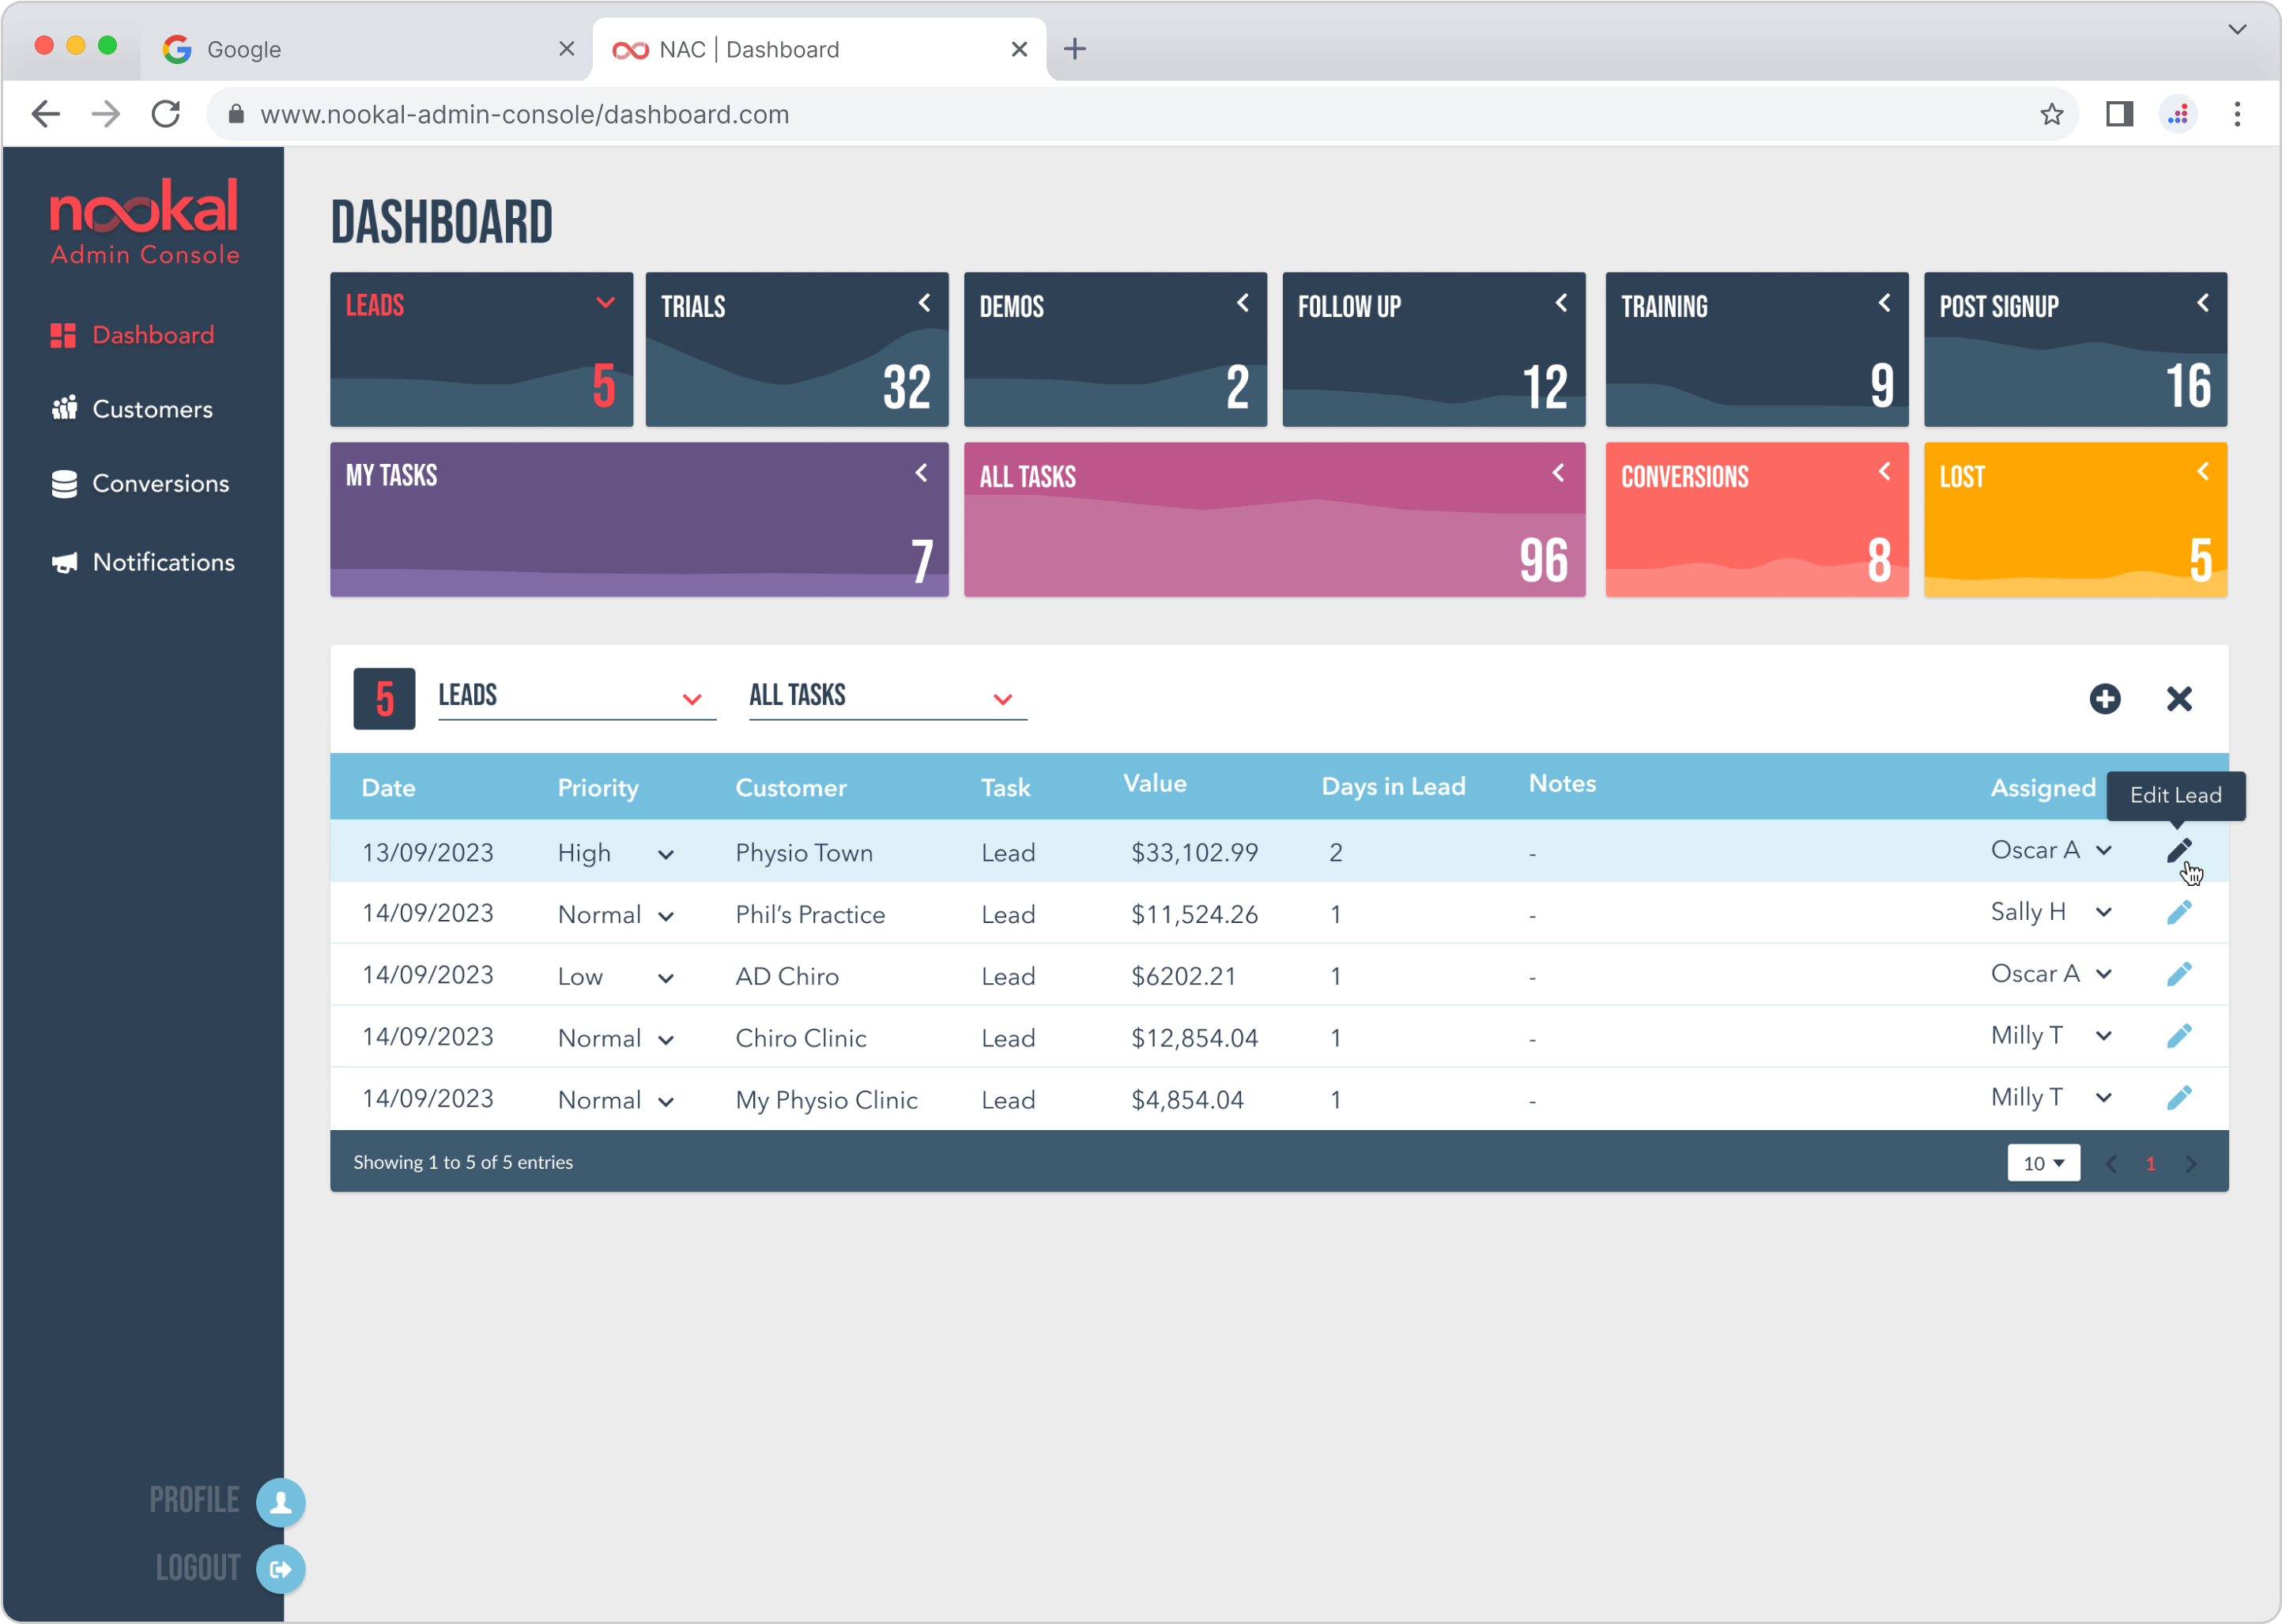 Google
NAC | Dashboard
www.nookal-admin-console/dashboard.com
nookal
Admin Console
Dashboard
Customers
Conversions
Notifications
PROFILE
LOGOUT
DASHBOARD
LEADS
5
TRIALS
32
DEMOS
2
FOLLOW UP
12
TRAINING
9
POST SIGNUP
16
MY TASKS
7
ALL TASKS
96
CONVERSIONS
8
LOST
5
5 LEADS ALL TASKS
Date Priority Customer Task Value Days in Lead Notes Assigned
Edit Lead
13/09/2023 High Physio Town Lead $33,102.99 2 - Oscar A
14/09/2023 Normal Phil’s Practice Lead $11,524.26 1 - Sally H
14/09/2023 Low AD Chiro Lead $6202.21 1 - Oscar A
14/09/2023 Normal Chiro Clinic Lead $12,854.04 1 - Milly T
14/09/2023 Normal My Physio Clinic Lead $4,854.04 1 - Milly T
Showing 1 to 5 of 5 entries 10 1